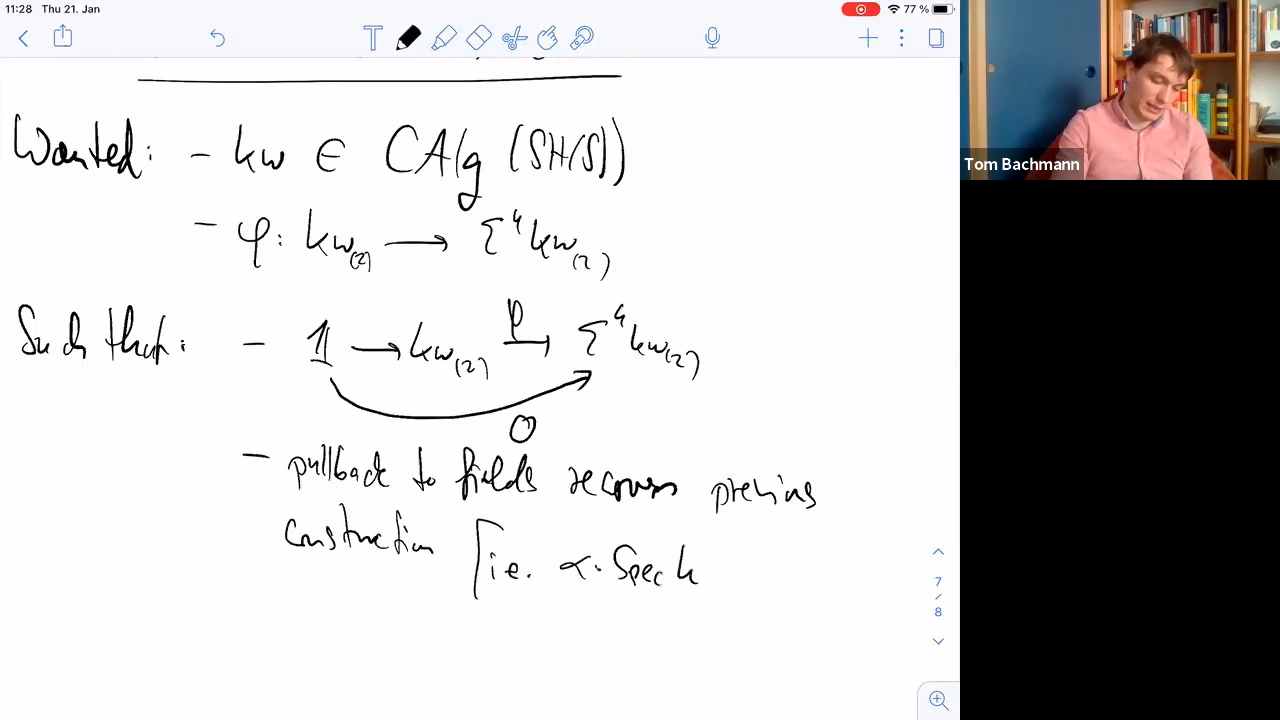 11:28 Thu 21. Jan
77 %
Tom Bachmann
Wanted: - kw ∈ CAlg (SH(S))
- φ: kw₍₂₎ → Σ⁴kw₍₂₎
Such that: - 𝟙 → kw₍₂₎ →φ Σ⁴kw₍₂₎
0
- pullback to fields recovers previous
construction [i.e. α: Spec k
7
/
8